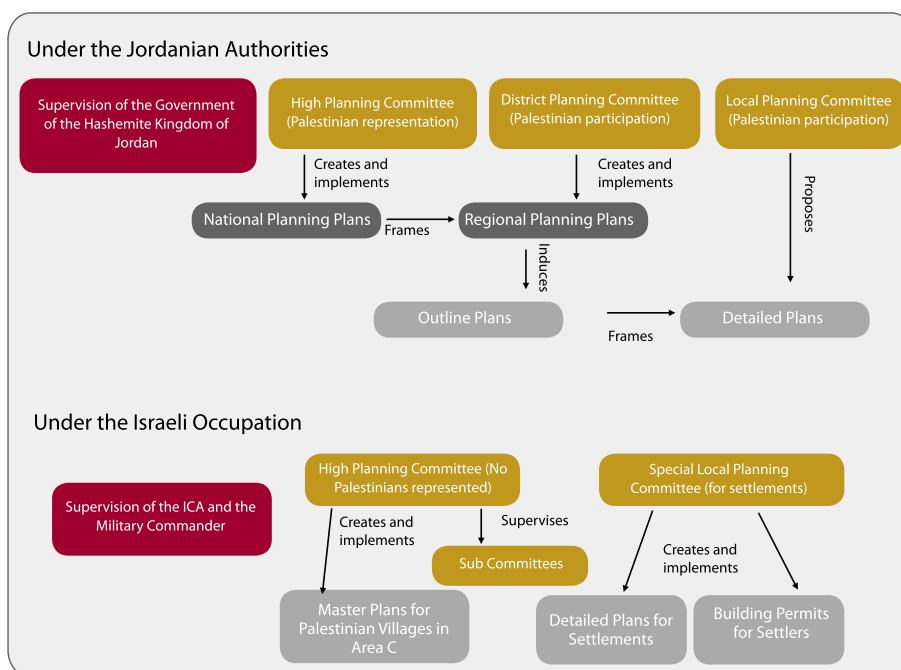 Under the Jordanian Authorities
Supervision of the Government
of the Hashemite Kingdom of
Jordan
High Planning Committee
(Palestinian representation)
District Planning Committee
(Palestinian participation)
Local Planning Committee
(Palestinian participation)
Creates and
implements
Creates and
implements
Proposes
National Planning Plans
Frames
Regional Planning Plans
Induces
Outline Plans
Frames
Detailed Plans
Under the Israeli Occupation
Supervision of the ICA and the
Military Commander
High Planning Committee (No
Palestinians represented)
Special Local Planning
Committee (for settlements)
Creates and
implements
Supervises
Sub Committees
Creates and
implements
Master Plans for
Palestinian Villages in
Area C
Detailed Plans for
Settlements
Building Permits
for Settlers